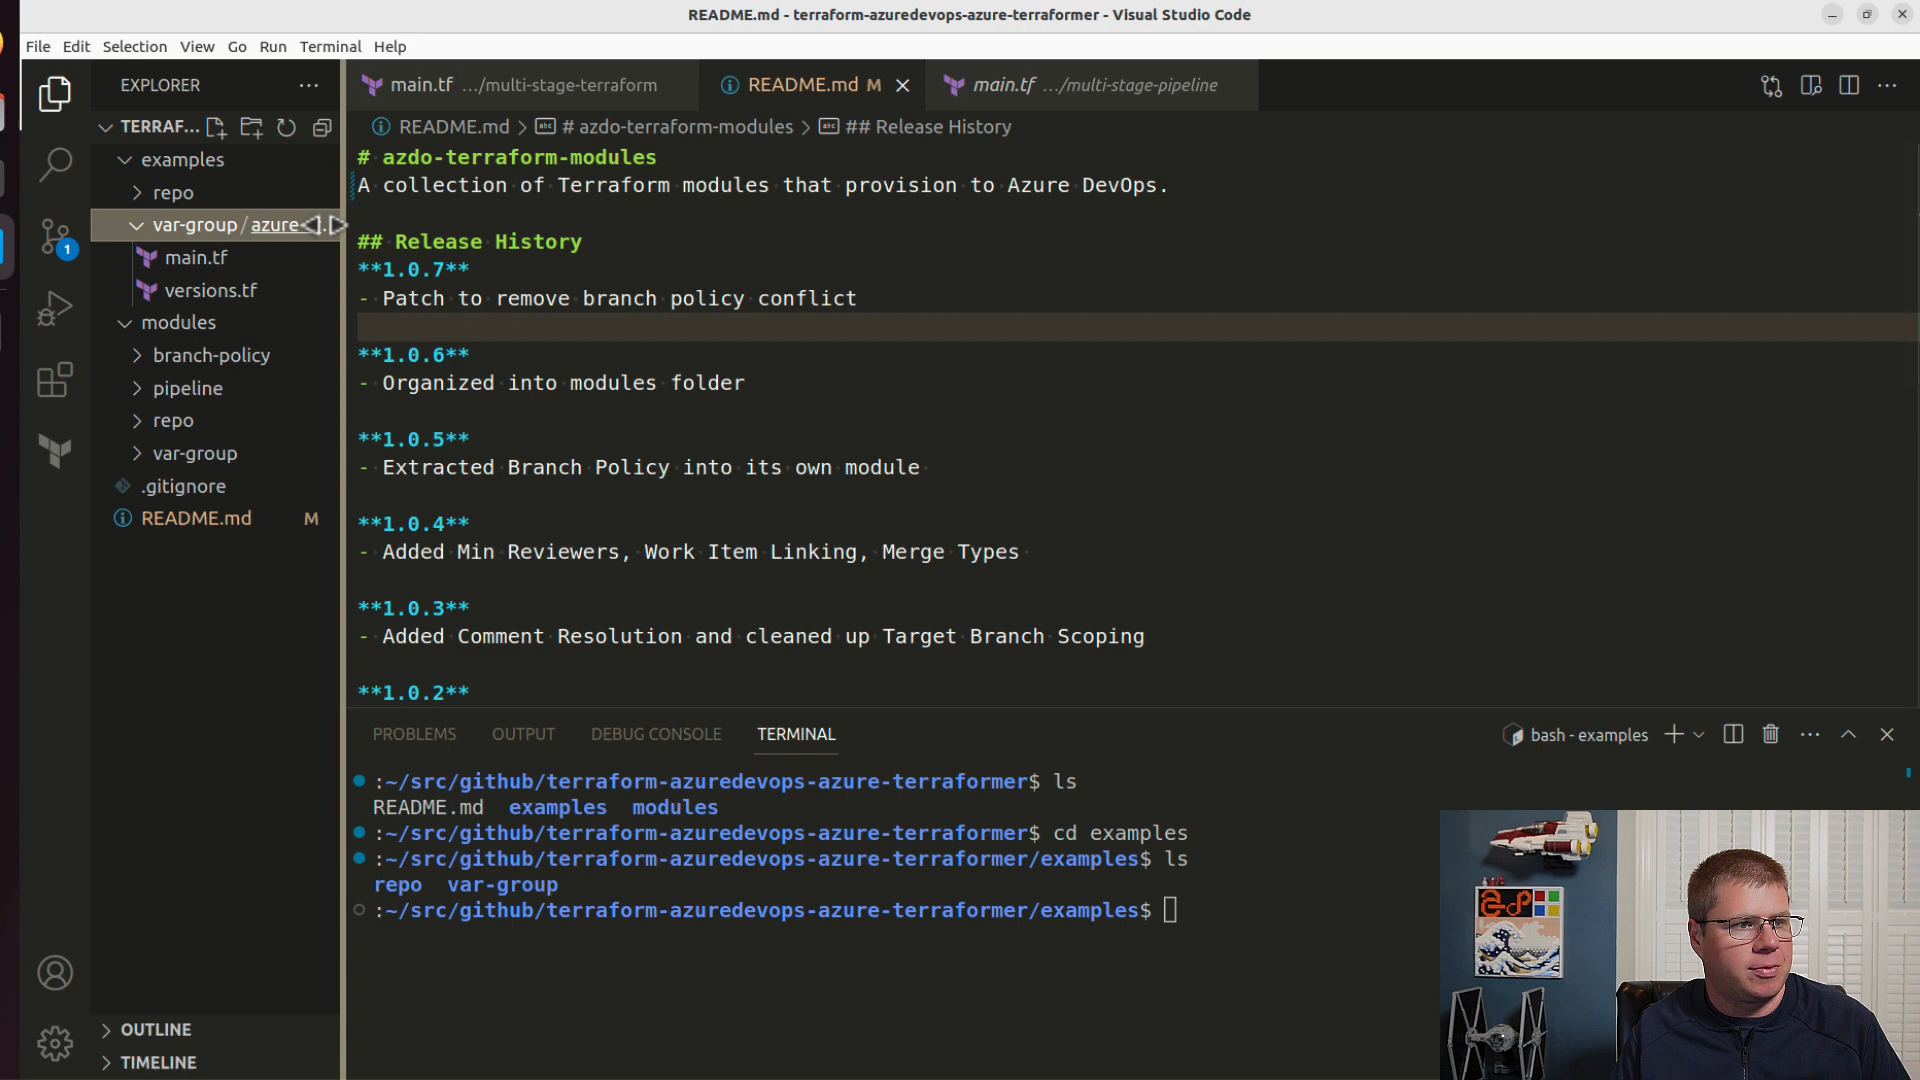 README.md - terraform-azuredevops-azure-terraformer - Visual Studio Code
File Edit Selection View Go Run Terminal Help
EXPLORER
TERRAF...
examples
repo
var-group / azure-
main.tf
versions.tf
modules
branch-policy
pipeline
repo
var-group
.gitignore
README.md M
OUTLINE
TIMELINE
1
main.tf .../multi-stage-terraform
README.md M
main.tf .../multi-stage-pipeline
README.md > # azdo-terraform-modules > ## Release History
# azdo-terraform-modules
A collection of Terraform modules that provision to Azure DevOps.
## Release History
**1.0.7**
- Patch to remove branch policy conflict
**1.0.6**
- Organized into modules folder
**1.0.5**
- Extracted Branch Policy into its own module
**1.0.4**
- Added Min Reviewers, Work Item Linking, Merge Types
**1.0.3**
- Added Comment Resolution and cleaned up Target Branch Scoping
**1.0.2**
PROBLEMS OUTPUT DEBUG CONSOLE TERMINAL
bash - examples
:~/src/github/terraform-azuredevops-azure-terraformer$ ls
README.md examples modules
:~/src/github/terraform-azuredevops-azure-terraformer$ cd examples
:~/src/github/terraform-azuredevops-azure-terraformer/examples$ ls
repo var-group
:~/src/github/terraform-azuredevops-azure-terraformer/examples$